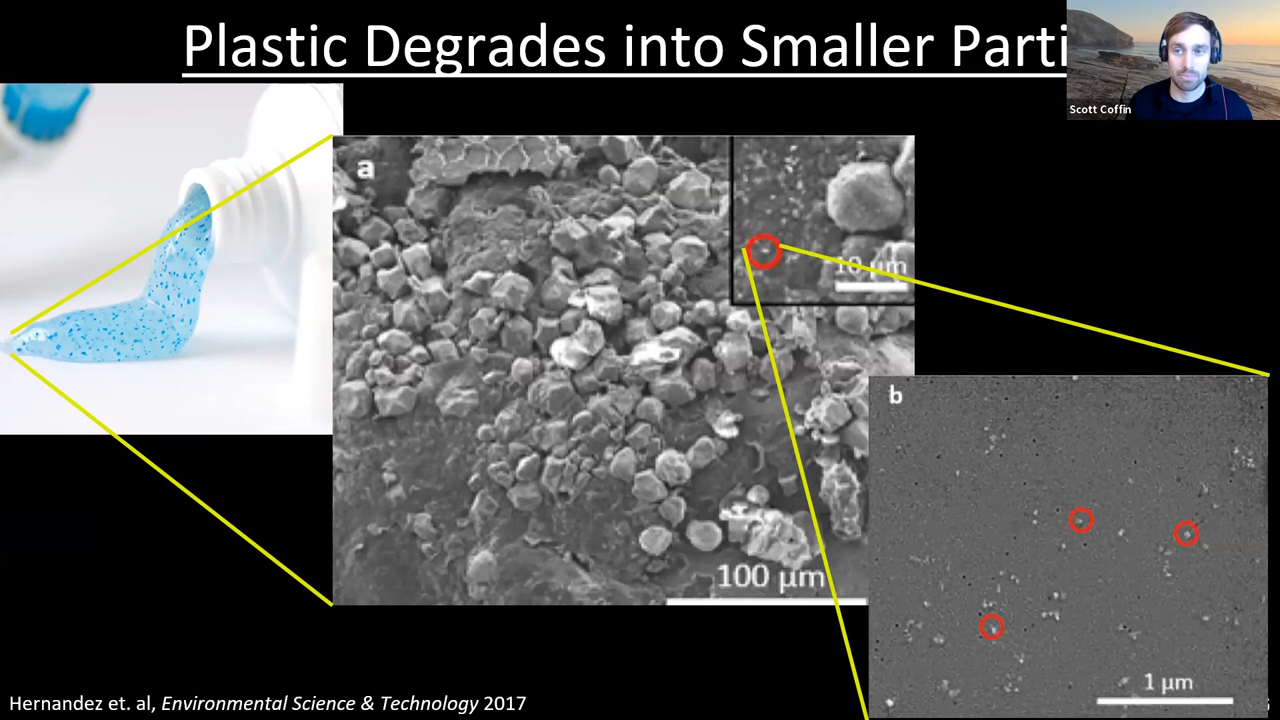 Plastic Degrades into Smaller Parti
Scott Coffin
a
10 µm
b
100 µm
1 µm
Hernandez et. al, Environmental Science & Technology 2017